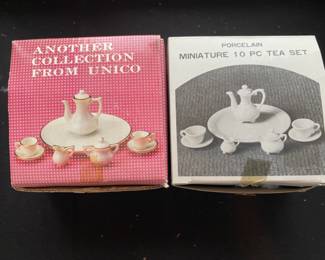 ANOTHER
COLLECTION
FROM UNICO
PORCELAIN
MINIATURE 10 PC TEA SET